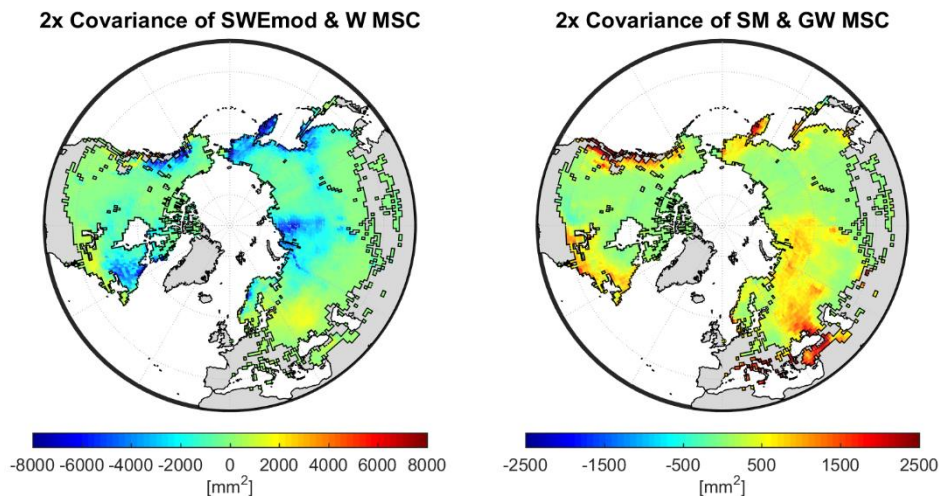 2x Covariance of SWEmod & W MSC
2x Covariance of SM & GW MSC
-8000 -6000 -4000 -2000 0 2000 4000 6000 8000
[mm²]
-2500 -1500 -500 500 1500 2500
[mm²]